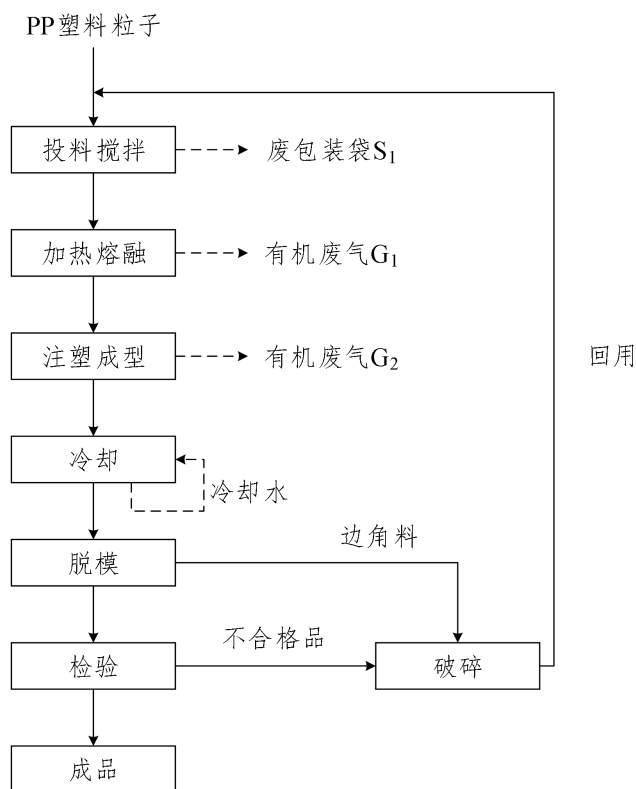 PP塑料粒子
投料搅拌
废包装袋S₁
加热熔融
有机废气G₁
注塑成型
有机废气G₂
回用
冷却
冷却水
边角料
脱模
不合格品
检验
破碎
成品